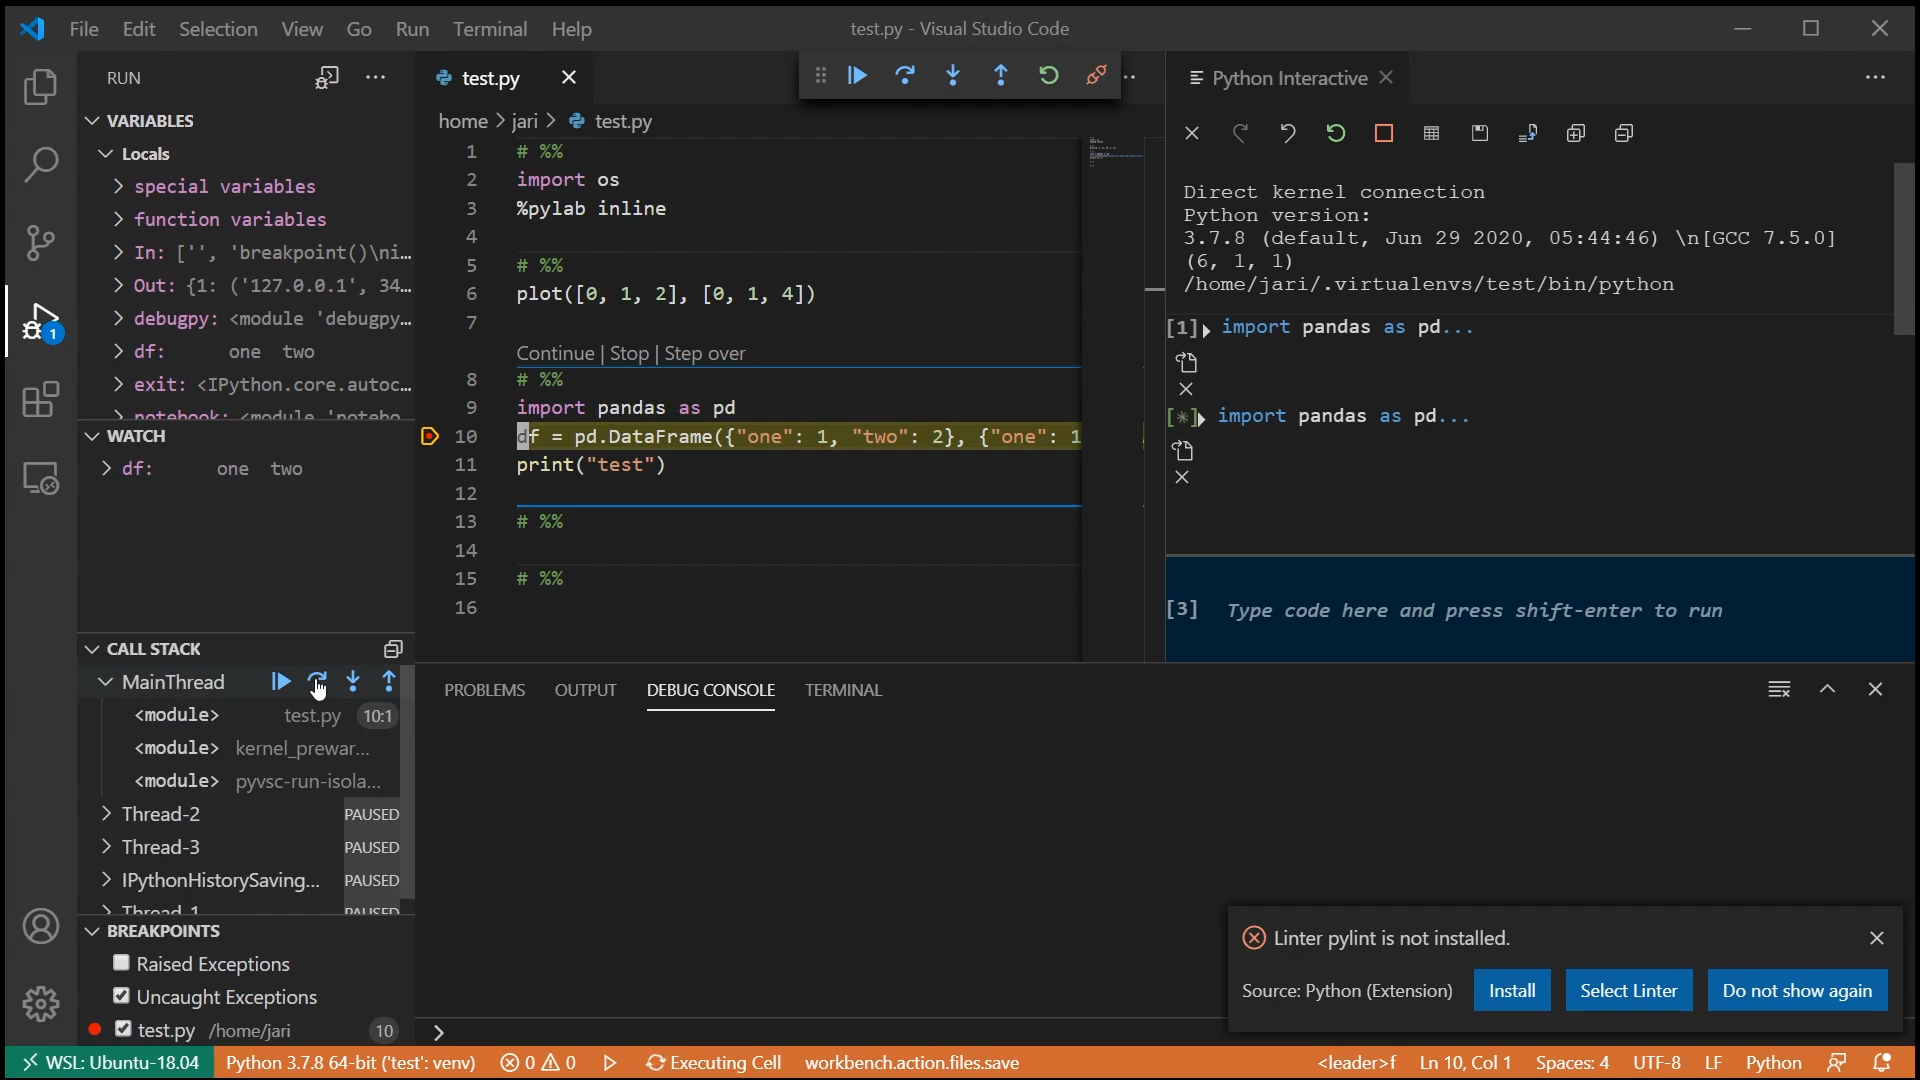 File Edit Selection View Go Run Terminal Help
test.py - Visual Studio Code
RUN
VARIABLES
Locals
special variables
function variables
In: ['', 'breakpoint()\ni...
Out: {1: ('127.0.0.1', 34...
debugpy: <module 'debugpy...
df: one two
exit: <IPython.core.autoc...
notebook: <module 'notebo...
WATCH
df: one two
CALL STACK
MainThread
<module> test.py 10:1
<module> kernel_prewar...
<module> pyvsc-run-isola...
Thread-2 PAUSED
Thread-3 PAUSED
IPythonHistorySaving... PAUSED
Thread-1 PAUSED
BREAKPOINTS
Raised Exceptions
Uncaught Exceptions
test.py /home/jari 10
test.py
home > jari > test.py
1 # %%
2 import os
3 %pylab inline
4
5 # %%
6 plot([0, 1, 2], [0, 1, 4])
7
Continue | Stop | Step over
8 # %%
9 import pandas as pd
10 df = pd.DataFrame({"one": 1, "two": 2}, {"one": 1
11 print("test")
12
13 # %%
14
15 # %%
16
Python Interactive
Direct kernel connection
Python version:
3.7.8 (default, Jun 29 2020, 05:44:46) \n[GCC 7.5.0]
(6, 1, 1)
/home/jari/.virtualenvs/test/bin/python
[1] import pandas as pd...
[*] import pandas as pd...
[3] Type code here and press shift-enter to run
PROBLEMS OUTPUT DEBUG CONSOLE TERMINAL
Linter pylint is not installed.
Source: Python (Extension) Install Select Linter Do not show again
WSL: Ubuntu-18.04 Python 3.7.8 64-bit ('test': venv) 0 0 Executing Cell workbench.action.files.save <leader>f Ln 10, Col 1 Spaces: 4 UTF-8 LF Python
1